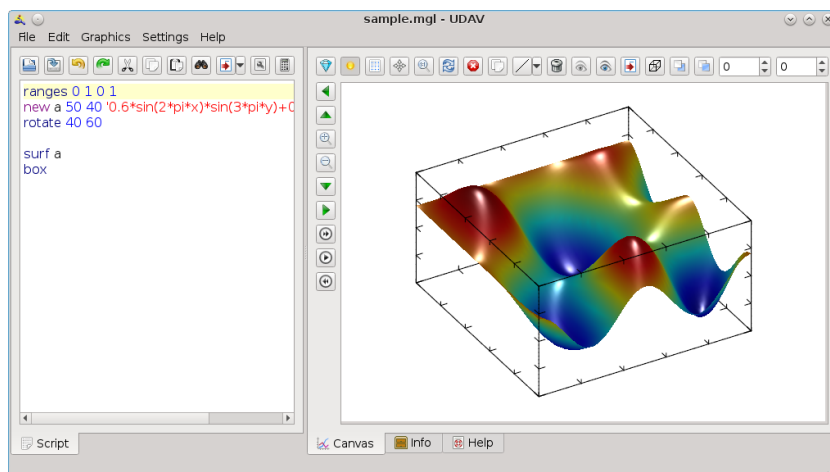 sample.mgl - UDAV
File Edit Graphics Settings Help
0 0
ranges 0 1 0 1
new a 50 40 '0.6*sin(2*pi*x)*sin(3*pi*y)+0
rotate 40 60
surf a
box
Script
Canvas Info Help